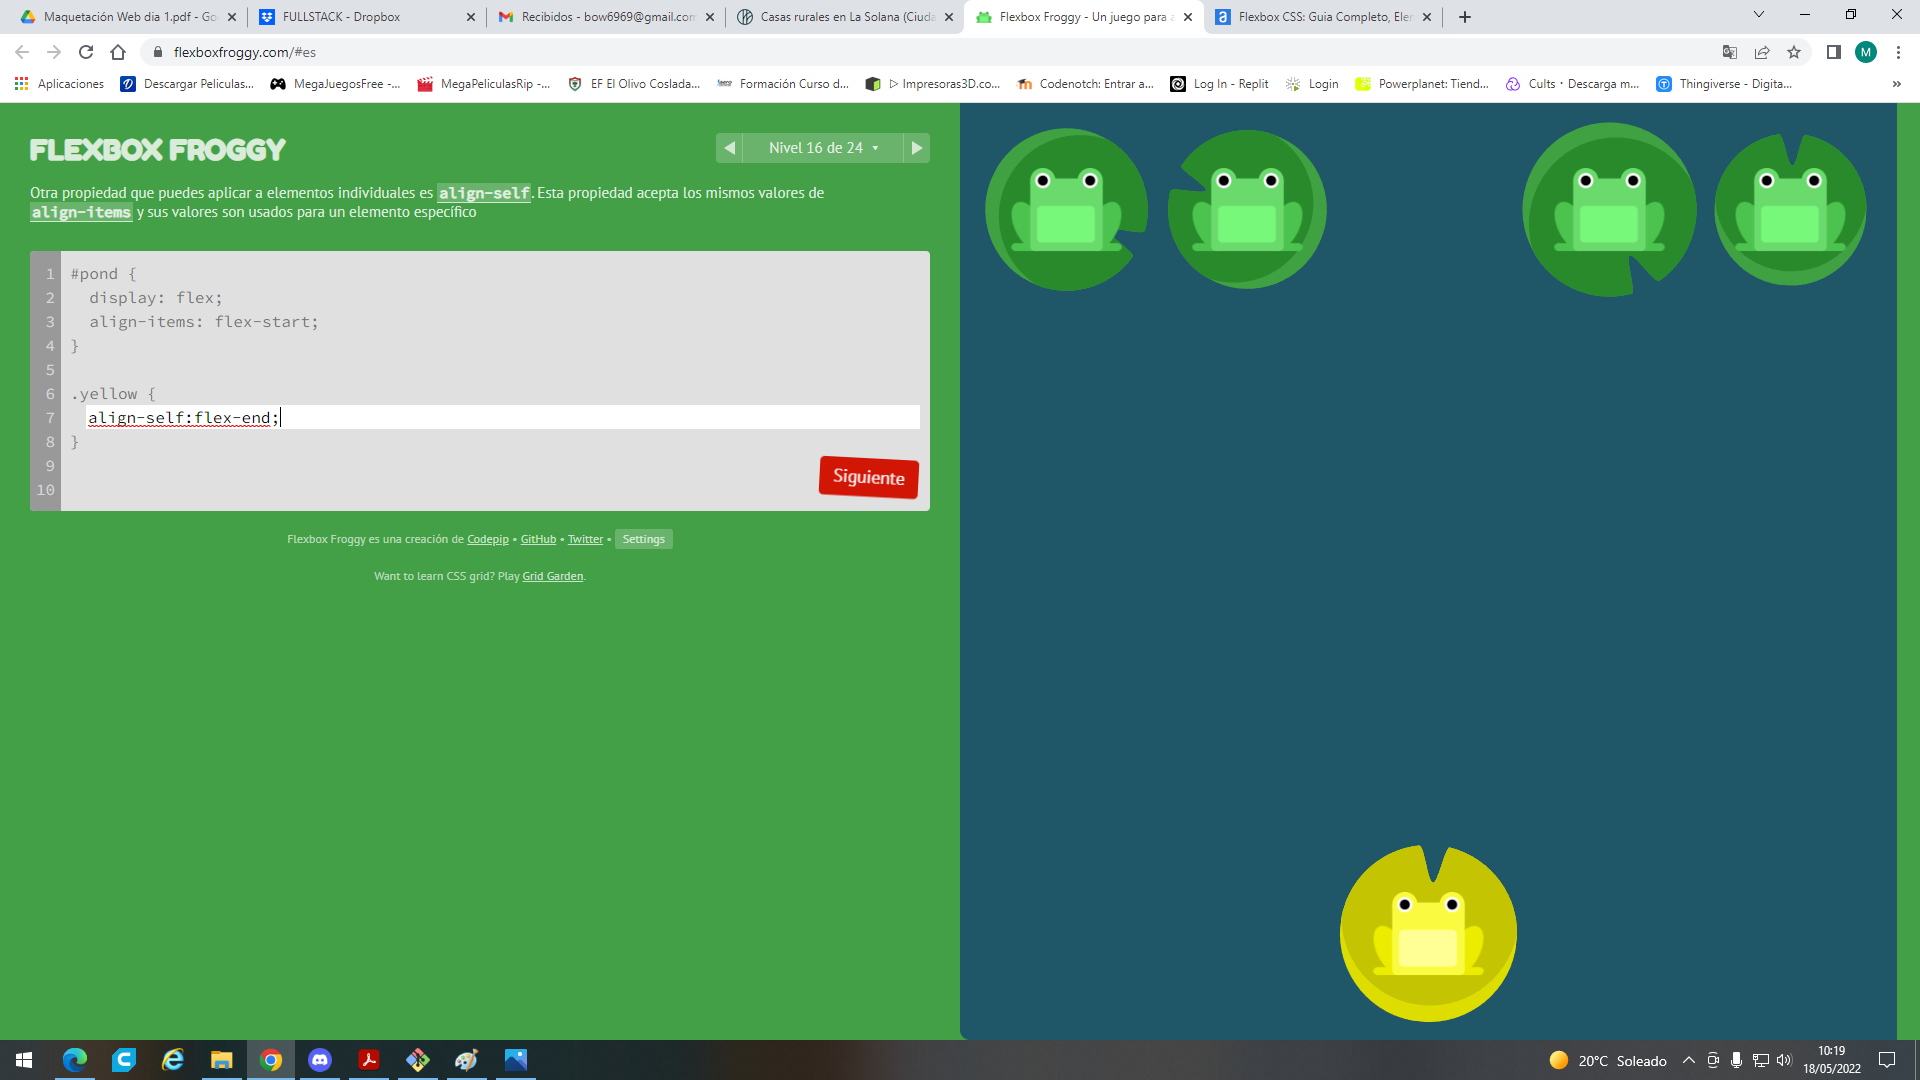 Maquetación Web dia 1.pdf - Go
FULLSTACK - Dropbox
Recibidos - bow6969@gmail.com
Casas rurales en La Solana (Ciuda
Flexbox Froggy - Un juego para a
Flexbox CSS: Guia Completo, Ele
flexboxfroggy.com/#es
M
Aplicaciones
Descargar Peliculas...
MegaJuegosFree -...
MegaPeliculasRip -...
EF El Olivo Coslada...
Formación Curso d...
▷ Impresoras3D.co...
Codenotch: Entrar a...
Log In - Replit
Login
Powerplanet: Tiend...
Cults・Descarga m...
Thingiverse - Digita...
»
FLEXBOX FROGGY
Nivel 16 de 24
Otra propiedad que puedes aplicar a elementos individuales es align-self. Esta propiedad acepta los mismos valores de
align-items y sus valores son usados para un elemento específico
1 #pond {
2 display: flex;
3 align-items: flex-start;
4 }
5
6 .yellow {
7 align-self:flex-end;
8 }
9
10
Siguiente
Flexbox Froggy es una creación de Codepip • GitHub • Twitter • Settings
Want to learn CSS grid? Play Grid Garden.
20°C Soleado
10:19
18/05/2022